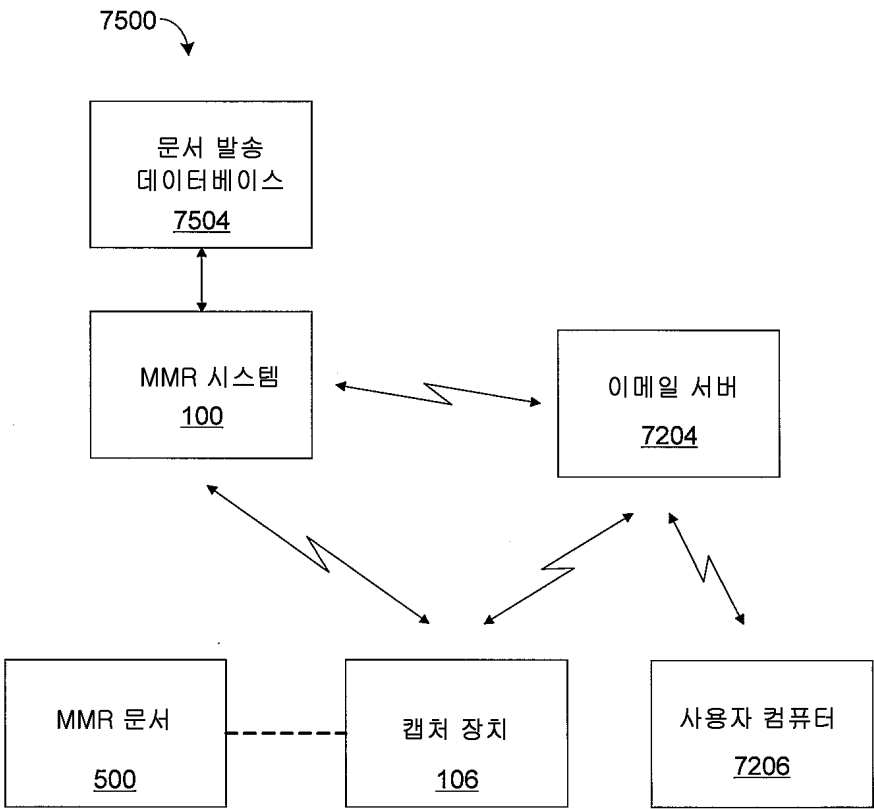 7500
문서 발송
데이터베이스
7504
MMR 시스템
100
이메일 서버
7204
MMR 문서
500
캡처 장치
106
사용자 컴퓨터
7206